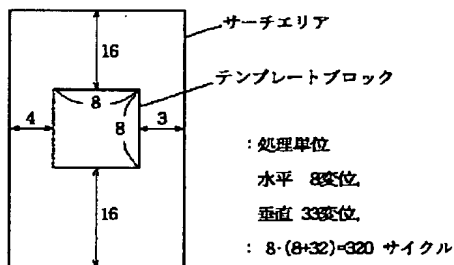 サーチエリア
16
テンプレートブロック
8
4
8
3
:処理単位
水平 8変位,
16
垂直 33変位,
: 8·(8+32)=320 サイクル